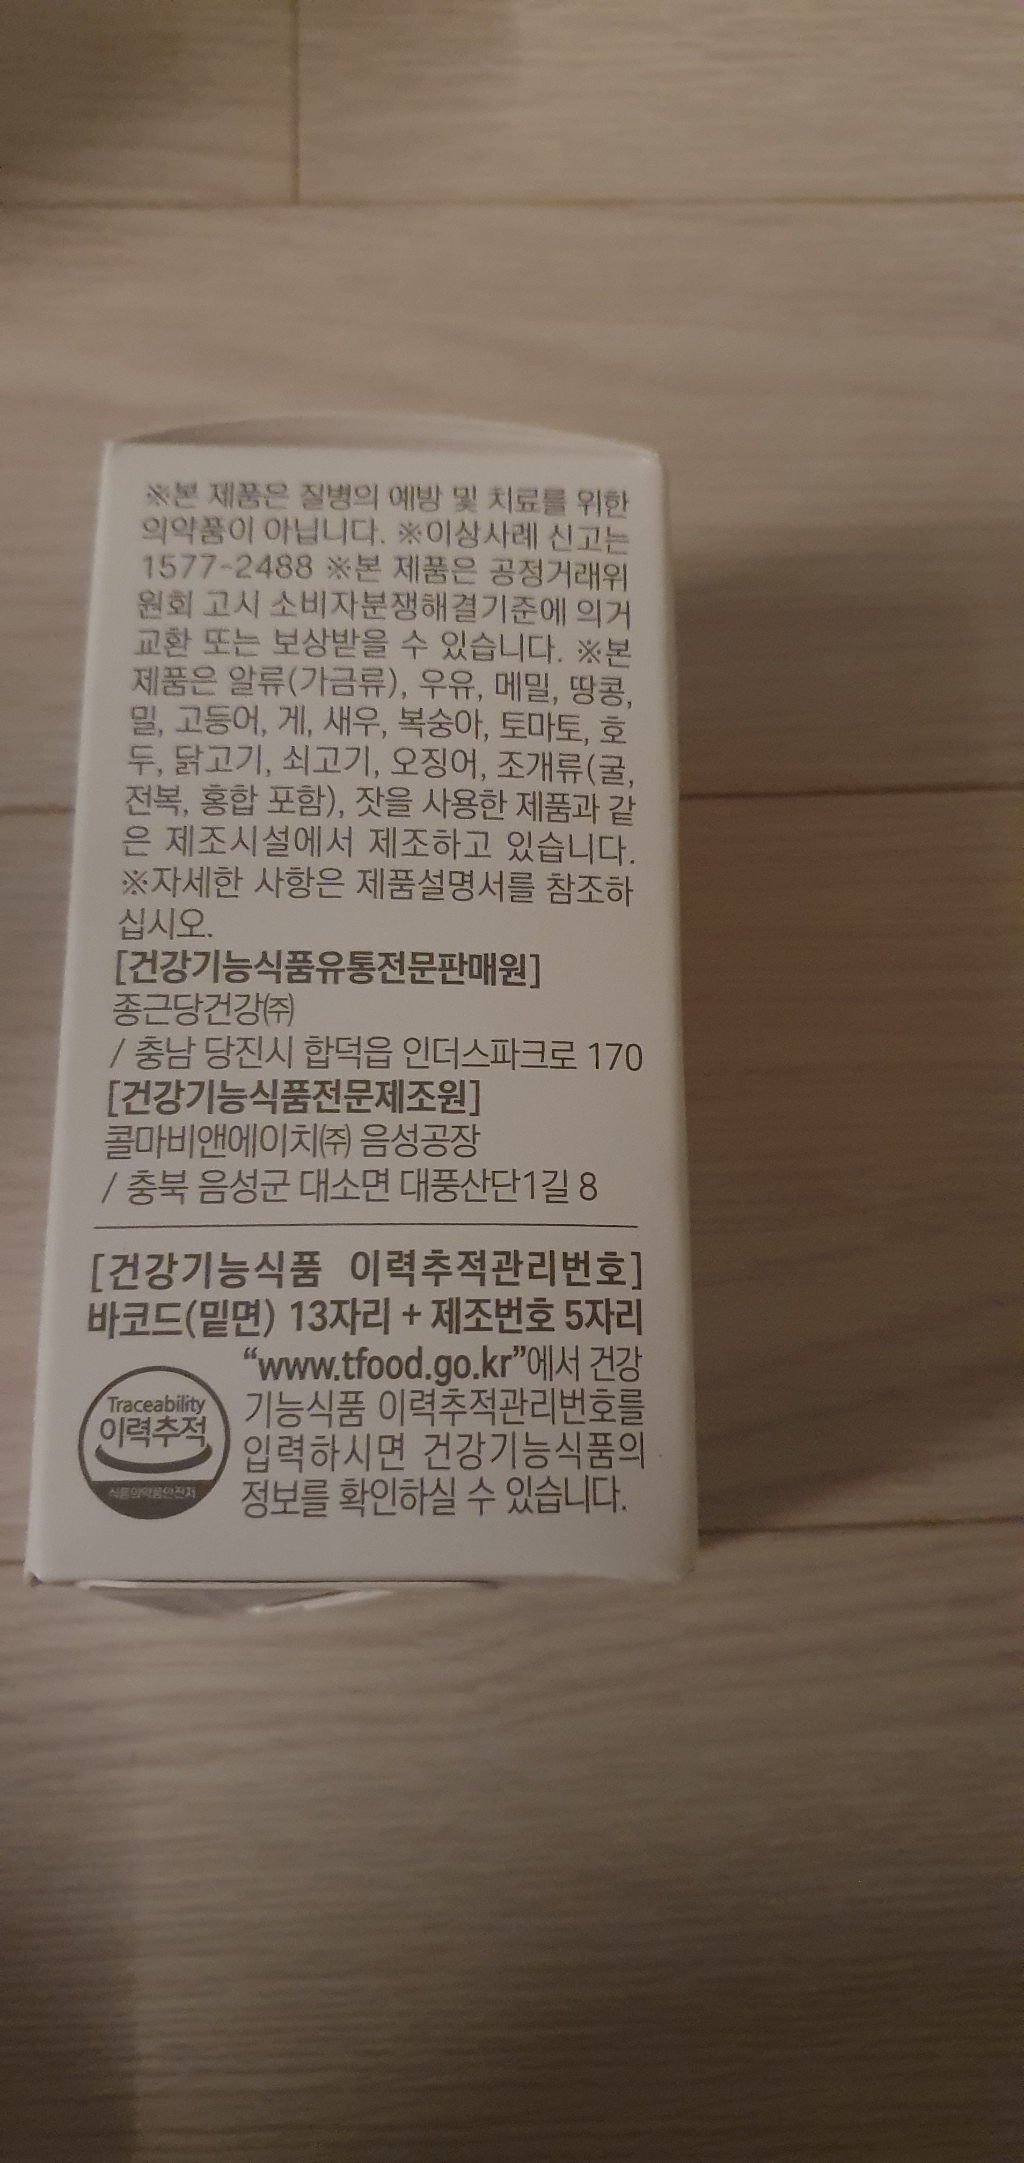 ※본 제품은 질병의 예방 및 치료를 위한
의약품이 아닙니다. ※이상사례 신고는
1577-2488 ※본 제품은 공정거래위
원회 고시 소비자분쟁해결기준에 의거
교환 또는 보상받을 수 있습니다. ※본
제품은 알류(가금류), 우유, 메밀, 땅콩,
밀, 고등어, 게, 새우, 복숭아, 토마토, 호
두, 닭고기, 쇠고기, 오징어, 조개류(굴,
전복, 홍합 포함), 잣을 사용한 제품과 같
은 제조시설에서 제조하고 있습니다.
※자세한 사항은 제품설명서를 참조하
십시오.
[건강기능식품유통전문판매원]
종근당건강㈜
/ 충남 당진시 합덕읍 인더스파크로 170
[건강기능식품전문제조원]
콜마비앤에이치㈜ 음성공장
/ 충북 음성군 대소면 대풍산단1길 8
[건강기능식품 이력추적관리번호]
바코드(밑면) 13자리 + 제조번호 5자리
“www.tfood.go.kr”에서 건강
기능식품 이력추적관리번호를
입력하시면 건강기능식품의
정보를 확인하실 수 있습니다.
Traceability
이력추적
식품의약품안전처